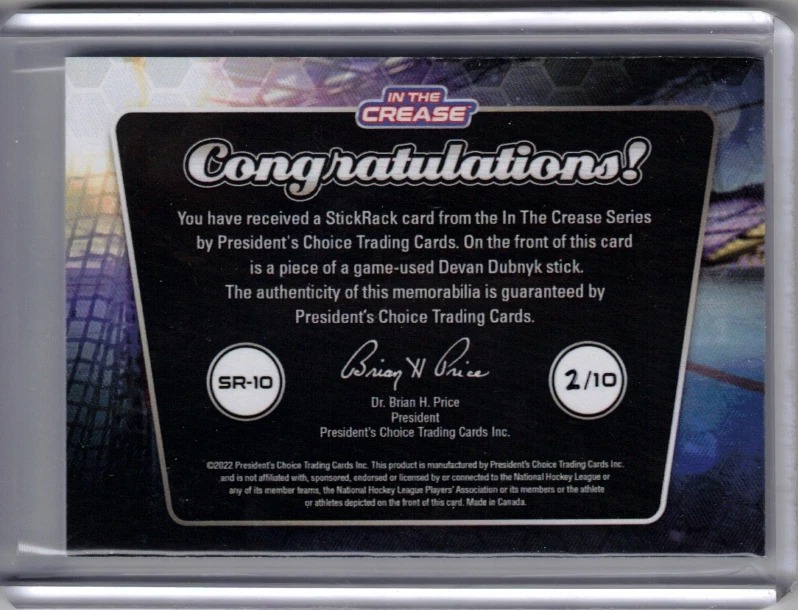 IN THE
CREASE
Congratulations!
You have received a StickRack card from the In The Crease Series
by President's Choice Trading Cards. On the front of this card
is a piece of a game-used Devan Dubnyk stick.
The authenticity of this memorabilia is guaranteed by
President's Choice Trading Cards.
SR-10
Brian H Price
2/10
Dr. Brian H. Price
President
President's Choice Trading Cards Inc.
©2022 President's Choice Trading Cards Inc. This product is manufactured by President's Choice Trading Cards Inc.
and is not affiliated with, sponsored, endorsed or licensed by or connected to the National Hockey League or
any of its member teams, the National Hockey League Players' Association or its members or the athlete
or athletes depicted on the front of this card. Made in Canada.